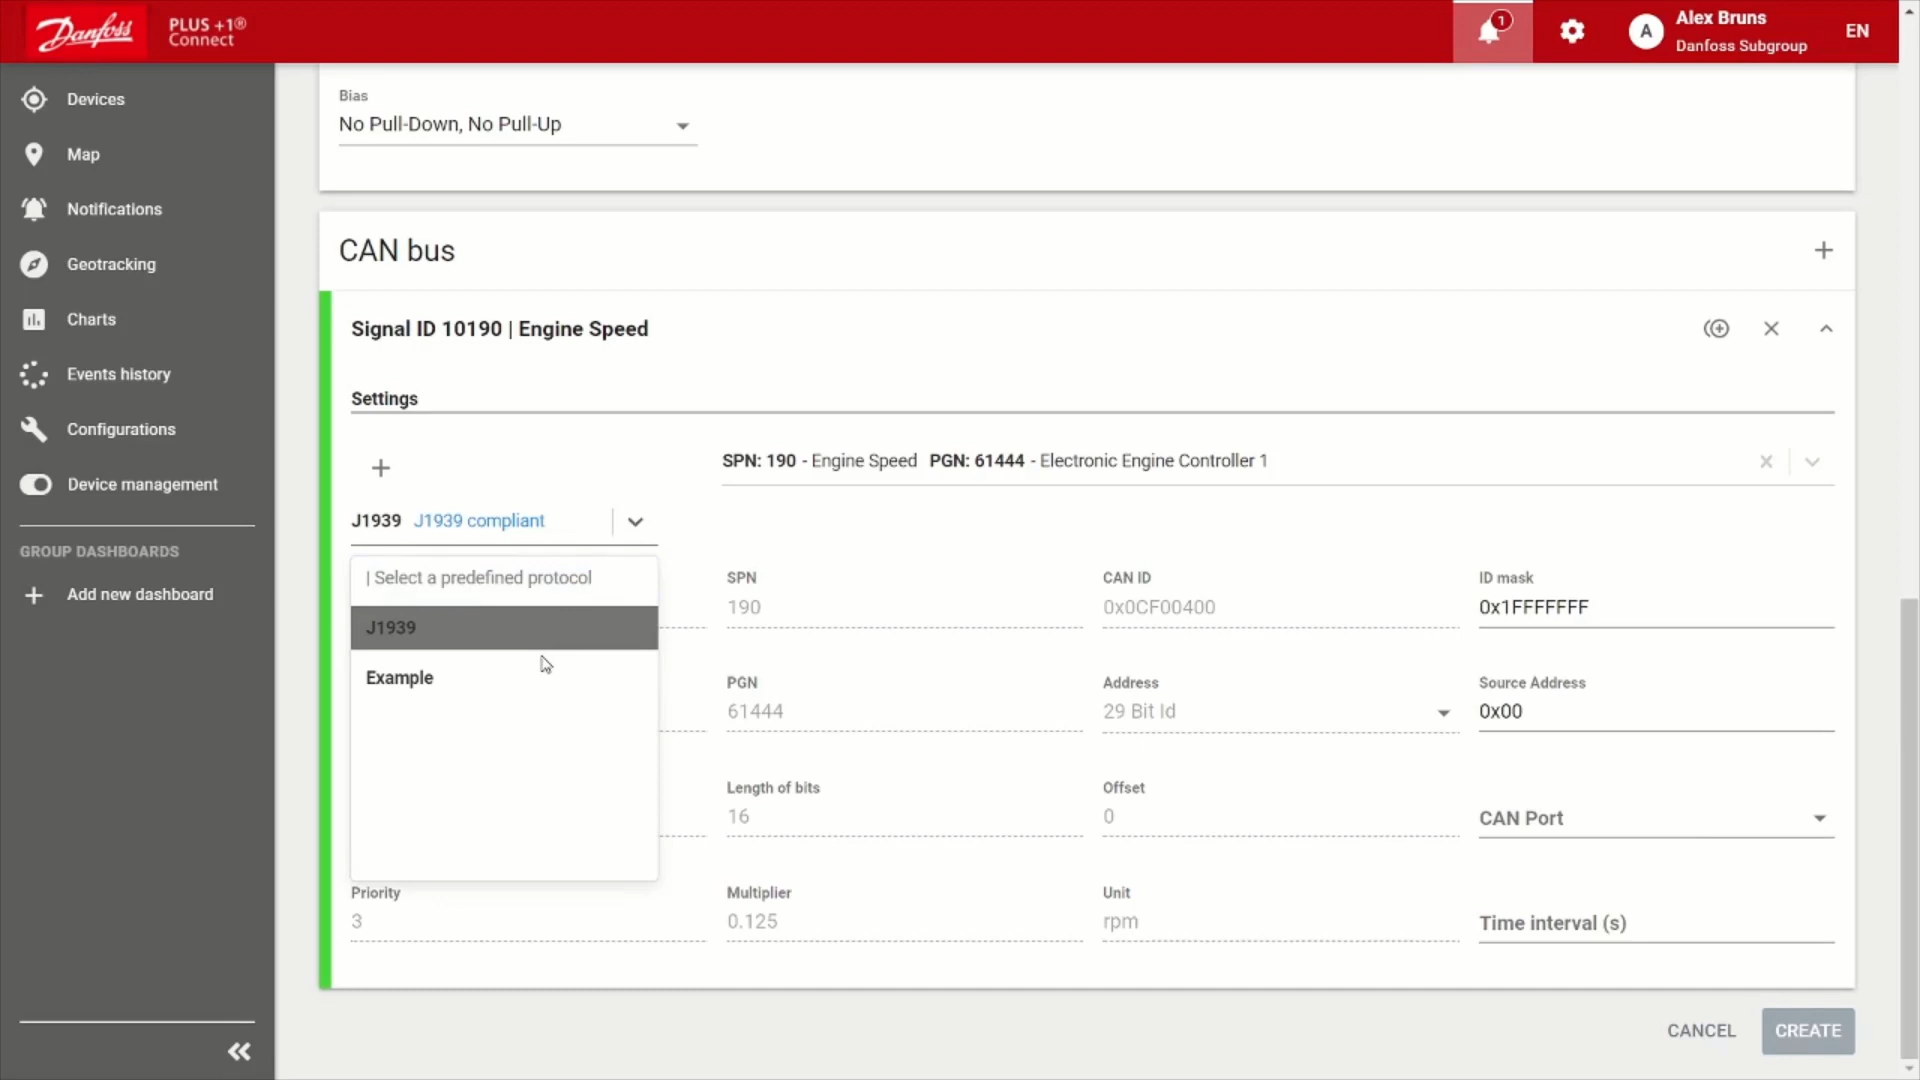 Danfoss
PLUS +1®
Connect
1
A
Alex Bruns
Danfoss Subgroup
EN
Devices
Map
Notifications
Geotracking
Charts
Events history
Configurations
Device management
GROUP DASHBOARDS
Add new dashboard
Bias
No Pull-Down, No Pull-Up
CAN bus
Signal ID 10190 | Engine Speed
Settings
SPN: 190 - Engine Speed PGN: 61444 - Electronic Engine Controller 1
J1939 J1939 compliant
| Select a predefined protocol
J1939
Example
SPN
190
CAN ID
0x0CF00400
ID mask
0x1FFFFFFF
PGN
61444
Address
29 Bit Id
Source Address
0x00
Length of bits
16
Offset
0
CAN Port
Priority
3
Multiplier
0.125
Unit
rpm
Time interval (s)
CANCEL
CREATE